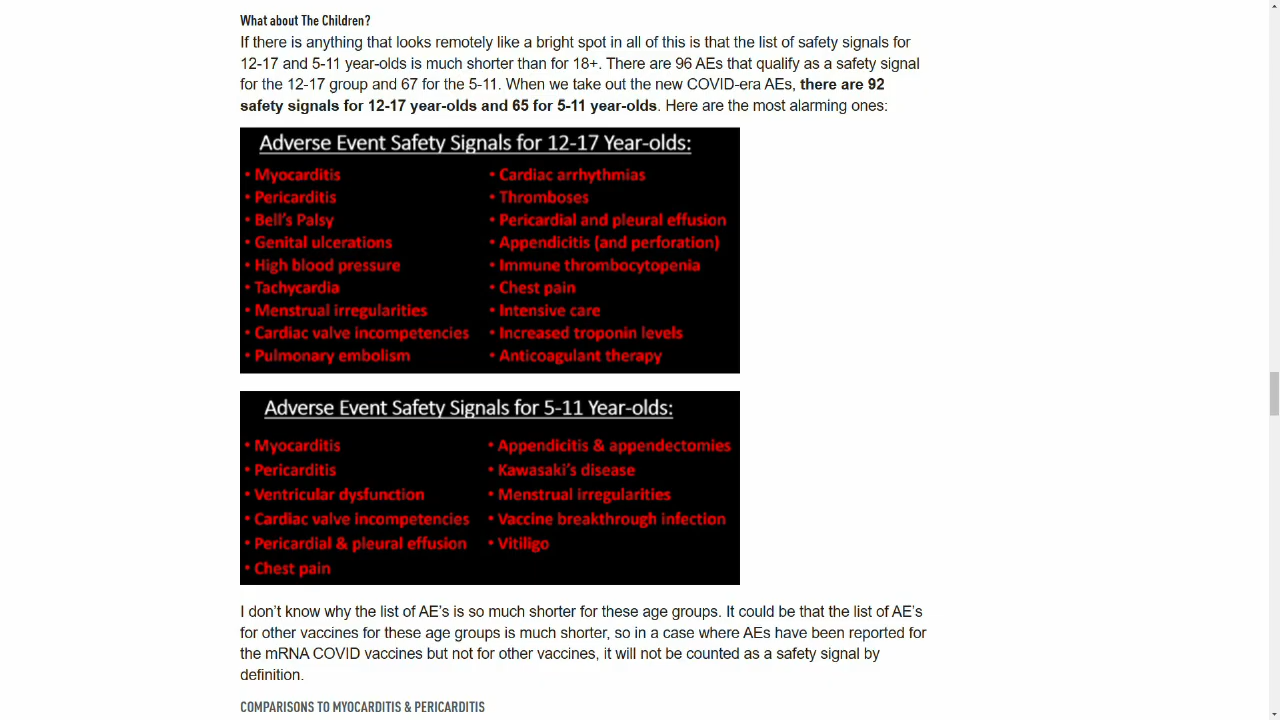 What about The Children?
If there is anything that looks remotely like a bright spot in all of this is that the list of safety signals for
12-17 and 5-11 year-olds is much shorter than for 18+. There are 96 AEs that qualify as a safety signal
for the 12-17 group and 67 for the 5-11. When we take out the new COVID-era AEs, there are 92
safety signals for 12-17 year-olds and 65 for 5-11 year-olds. Here are the most alarming ones:
Adverse Event Safety Signals for 12-17 Year-olds:
• Myocarditis
• Pericarditis
• Bell's Palsy
• Genital ulcerations
• High blood pressure
• Tachycardia
• Menstrual irregularities
• Cardiac valve incompetencies
• Pulmonary embolism
• Cardiac arrhythmias
• Thromboses
• Pericardial and pleural effusion
• Appendicitis (and perforation)
• Immune thrombocytopenia
• Chest pain
• Intensive care
• Increased troponin levels
• Anticoagulant therapy
Adverse Event Safety Signals for 5-11 Year-olds:
• Myocarditis
• Pericarditis
• Ventricular dysfunction
• Cardiac valve incompetencies
• Pericardial & pleural effusion
• Chest pain
• Appendicitis & appendectomies
• Kawasaki's disease
• Menstrual irregularities
• Vaccine breakthrough infection
• Vitiligo
I don't know why the list of AE's is so much shorter for these age groups. It could be that the list of AE's
for other vaccines for these age groups is much shorter, so in a case where AEs have been reported for
the mRNA COVID vaccines but not for other vaccines, it will not be counted as a safety signal by
definition.
COMPARISONS TO MYOCARDITIS & PERICARDITIS